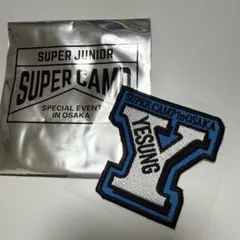 SUPER JUNIOR
SUPER CAMP
SPECIAL EVENT
IN OSAKA
SUPER CAMP in OSAKA
Y
YESUNG